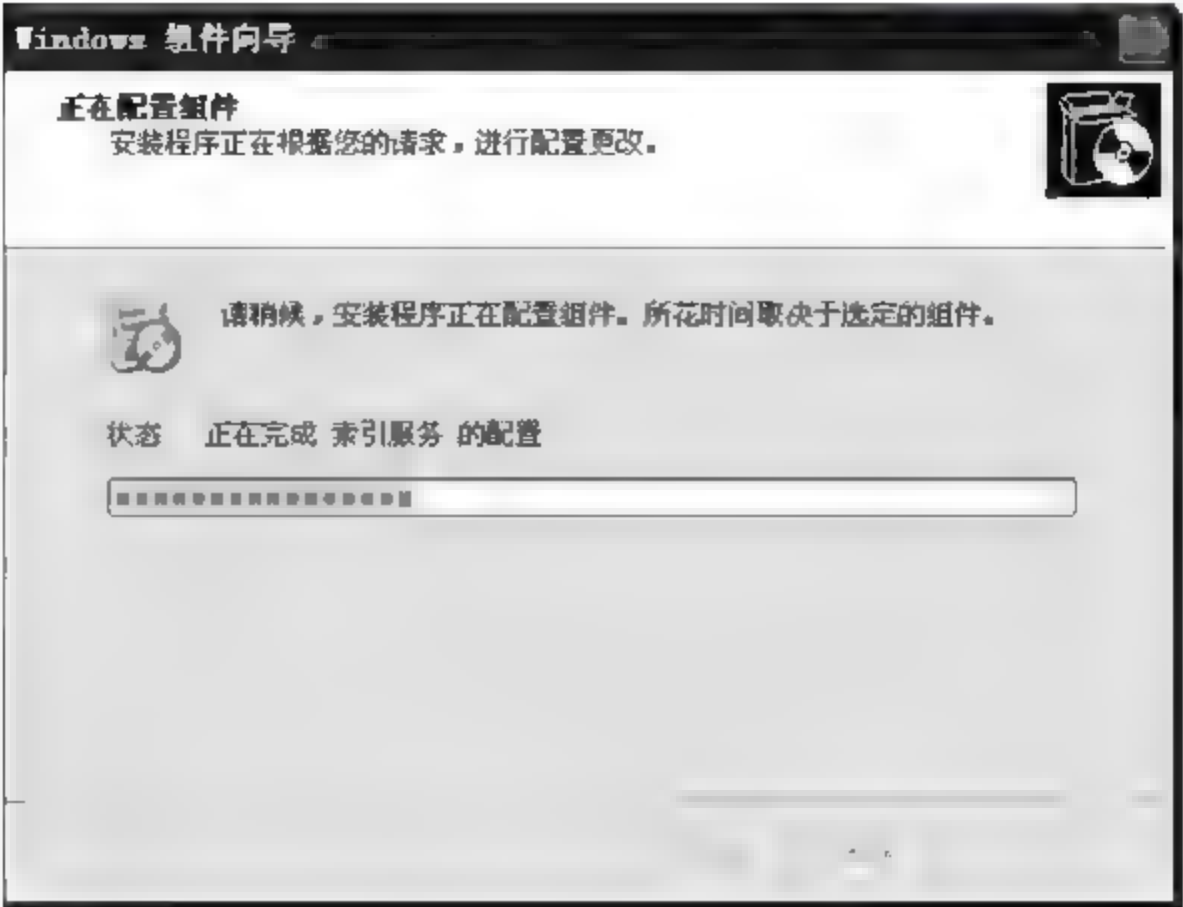 Windows 组件向导
正在配置组件
安装程序正在根据您的请求，进行配置更改。
请稍候，安装程序正在配置组件。所花时间取决于选定的组件。
状态 正在完成 索引服务 的配置